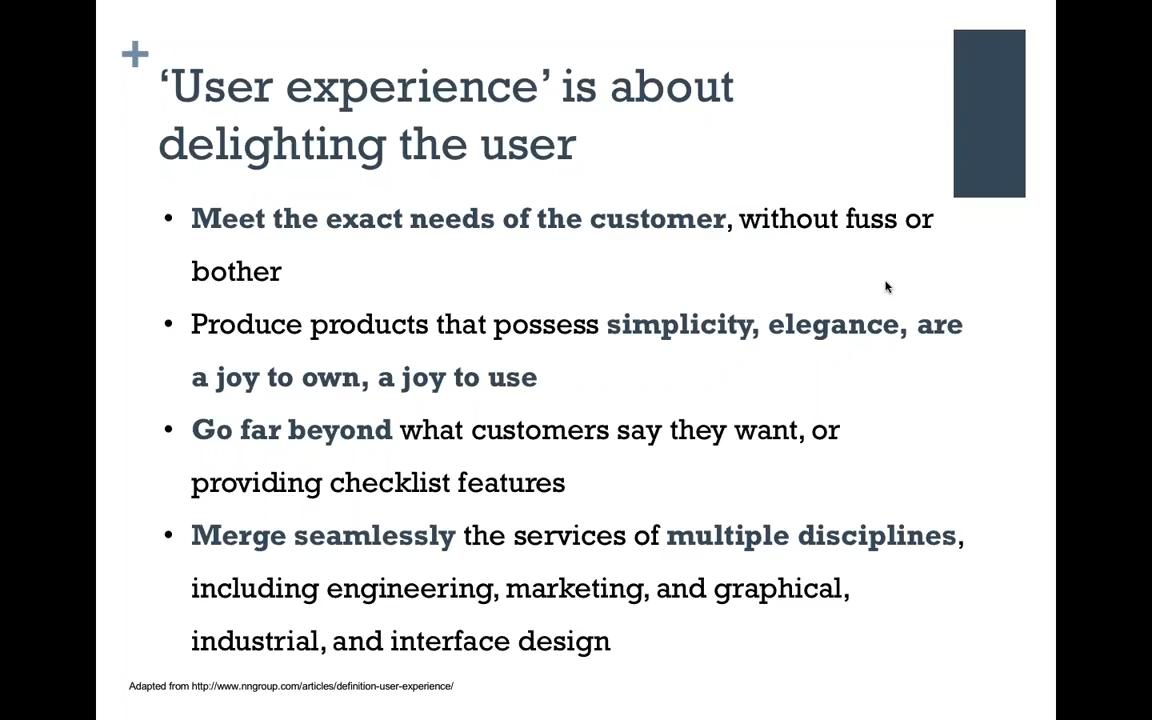 +
‘User experience’ is about
delighting the user
• Meet the exact needs of the customer, without fuss or
bother
• Produce products that possess simplicity, elegance, are
a joy to own, a joy to use
• Go far beyond what customers say they want, or
providing checklist features
• Merge seamlessly the services of multiple disciplines,
including engineering, marketing, and graphical,
industrial, and interface design
Adapted from http://www.nngroup.com/articles/definition-user-experience/